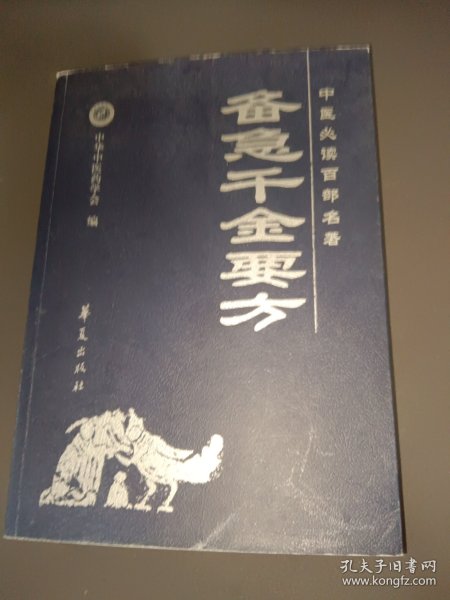 中医必读百部名著
备急千金要方
中华中医药学会 编
华夏出版社
孔夫子旧书网
www.kongfz.com